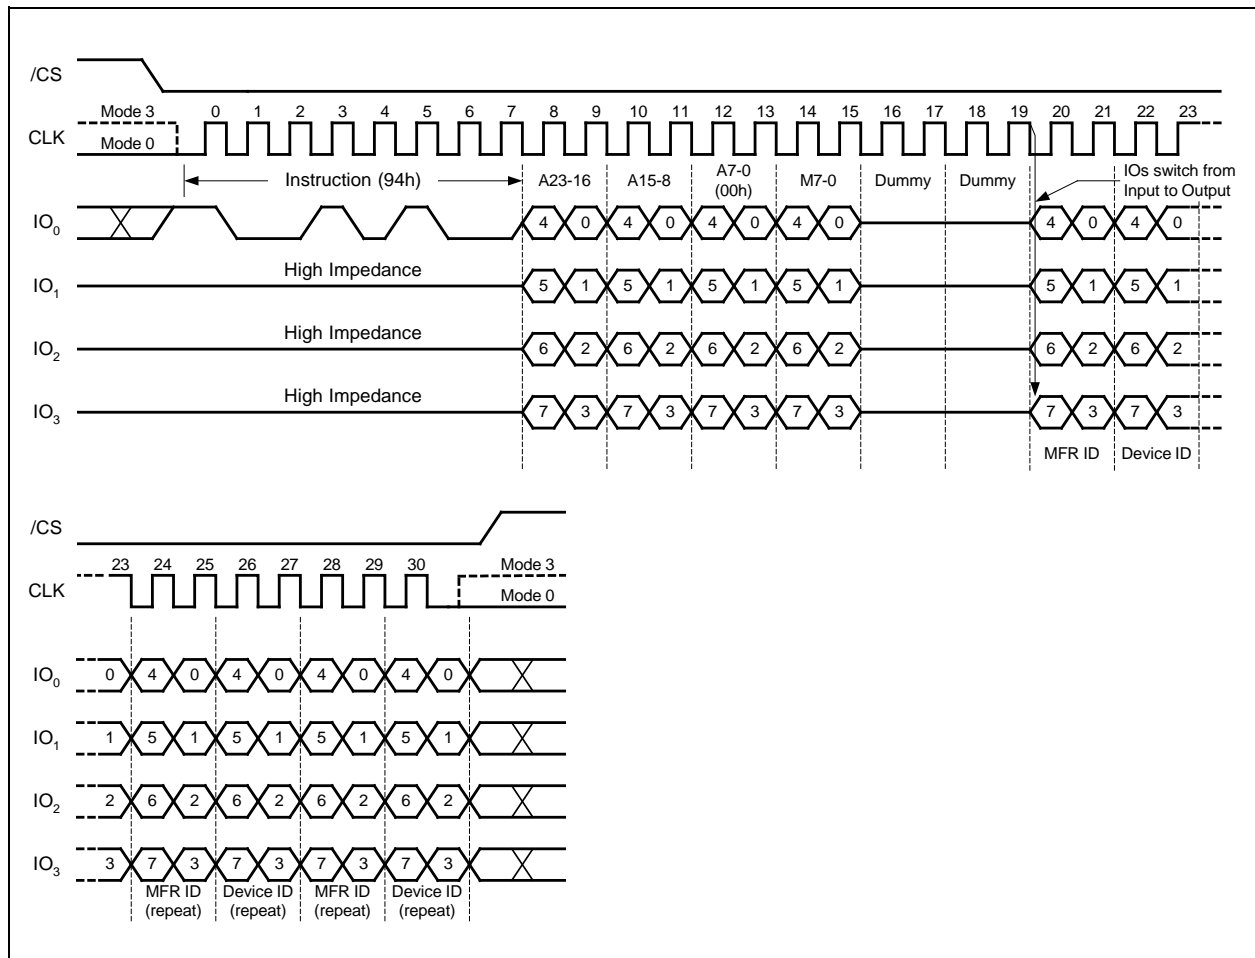 /CS
Mode 3 0 1 2 3 4 5 6 7 8 9 10 11 12 13 14 15 16 17 18 19 20 21 22 23
CLK
Mode 0
Instruction (94h) A23-16 A15-8 A7-0 (00h) M7-0 Dummy Dummy
IOs switch from
Input to Output
IO0 4 0 4 0 4 0 4 0 4 0 4 0
High Impedance
IO1 5 1 5 1 5 1 5 1 5 1 5 1
High Impedance
IO2 6 2 6 2 6 2 6 2 6 2 6 2
High Impedance
IO3 7 3 7 3 7 3 7 3 7 3 7 3
MFR ID Device ID
/CS
23 24 25 26 27 28 29 30 Mode 3
CLK
Mode 0
IO0 0 4 0 4 0 4 0 4 0
IO1 1 5 1 5 1 5 1 5 1
IO2 2 6 2 6 2 6 2 6 2
IO3 3 7 3 7 3 7 3 7 3
MFR ID Device ID MFR ID Device ID
(repeat) (repeat) (repeat) (repeat)